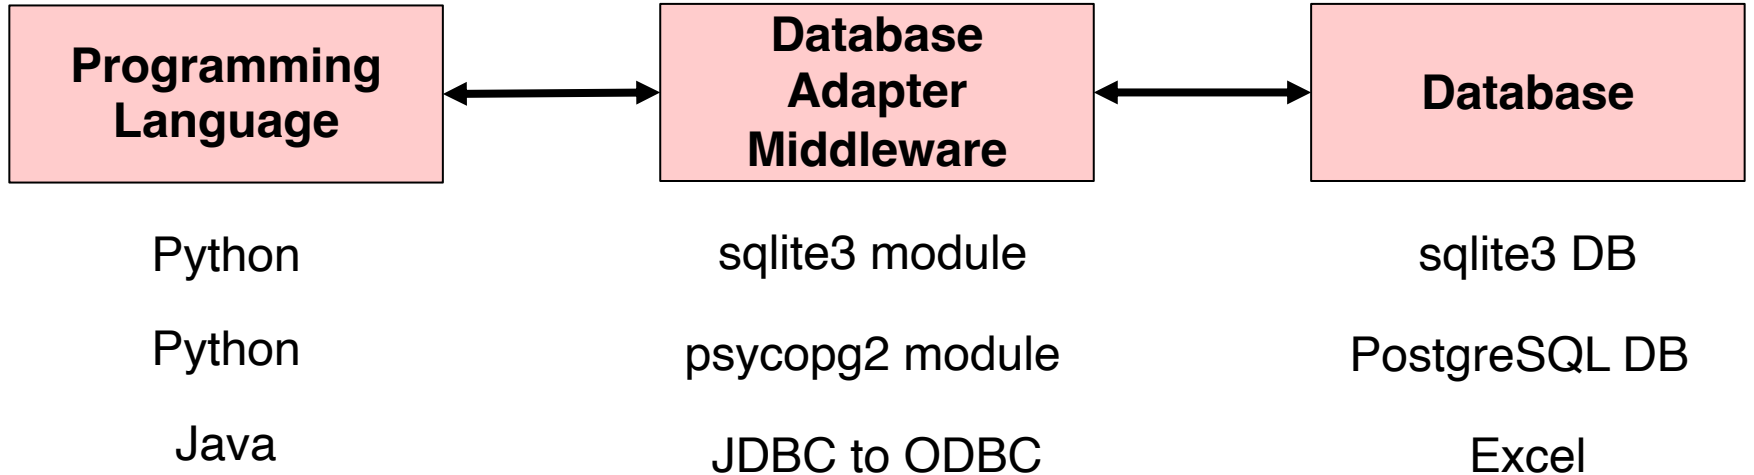 Programming
Language
Database
Adapter
Middleware
Database
Python
sqlite3 module
sqlite3 DB
Python
psycopg2 module
PostgreSQL DB
Java
JDBC to ODBC
Excel